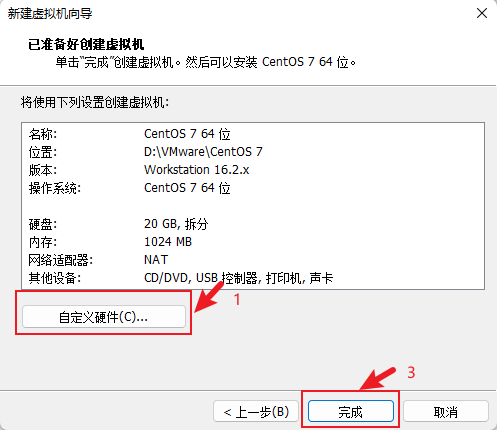 新建虚拟机向导
已准备好创建虚拟机
单击“完成”创建虚拟机。然后可以安装 CentOS 7 64 位。
将使用下列设置创建虚拟机:
名称: CentOS 7 64 位
位置: D:\VMware\CentOS 7
版本: Workstation 16.2.x
操作系统: CentOS 7 64 位
硬盘: 20 GB, 拆分
内存: 1024 MB
网络适配器: NAT
其他设备: CD/DVD, USB 控制器, 打印机, 声卡
1
自定义硬件(C)...
3
< 上一步(B) 完成 取消